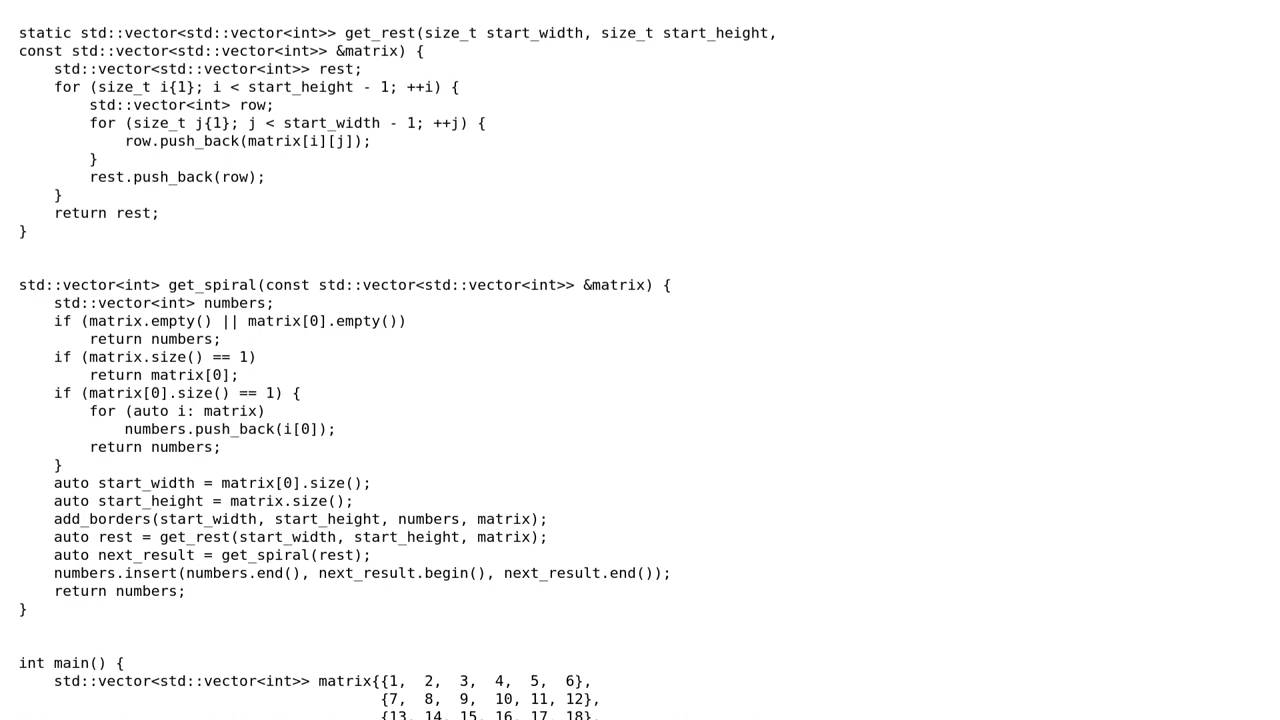 static std::vector<std::vector<int>> get_rest(size_t start_width, size_t start_height,
const std::vector<std::vector<int>> &matrix) {
    std::vector<std::vector<int>> rest;
    for (size_t i{1}; i < start_height - 1; ++i) {
        std::vector<int> row;
        for (size_t j{1}; j < start_width - 1; ++j) {
            row.push_back(matrix[i][j]);
        }
        rest.push_back(row);
    }
    return rest;
}
std::vector<int> get_spiral(const std::vector<std::vector<int>> &matrix) {
    std::vector<int> numbers;
    if (matrix.empty() || matrix[0].empty())
        return numbers;
    if (matrix.size() == 1)
        return matrix[0];
    if (matrix[0].size() == 1) {
        for (auto i: matrix)
            numbers.push_back(i[0]);
        return numbers;
    }
    auto start_width = matrix[0].size();
    auto start_height = matrix.size();
    add_borders(start_width, start_height, numbers, matrix);
    auto rest = get_rest(start_width, start_height, matrix);
    auto next_result = get_spiral(rest);
    numbers.insert(numbers.end(), next_result.begin(), next_result.end());
    return numbers;
}
int main() {
    std::vector<std::vector<int>> matrix{{1,  2,  3,  4,  5,  6},
                                         {7,  8,  9,  10, 11, 12},
                                         {13, 14, 15, 16, 17, 18},